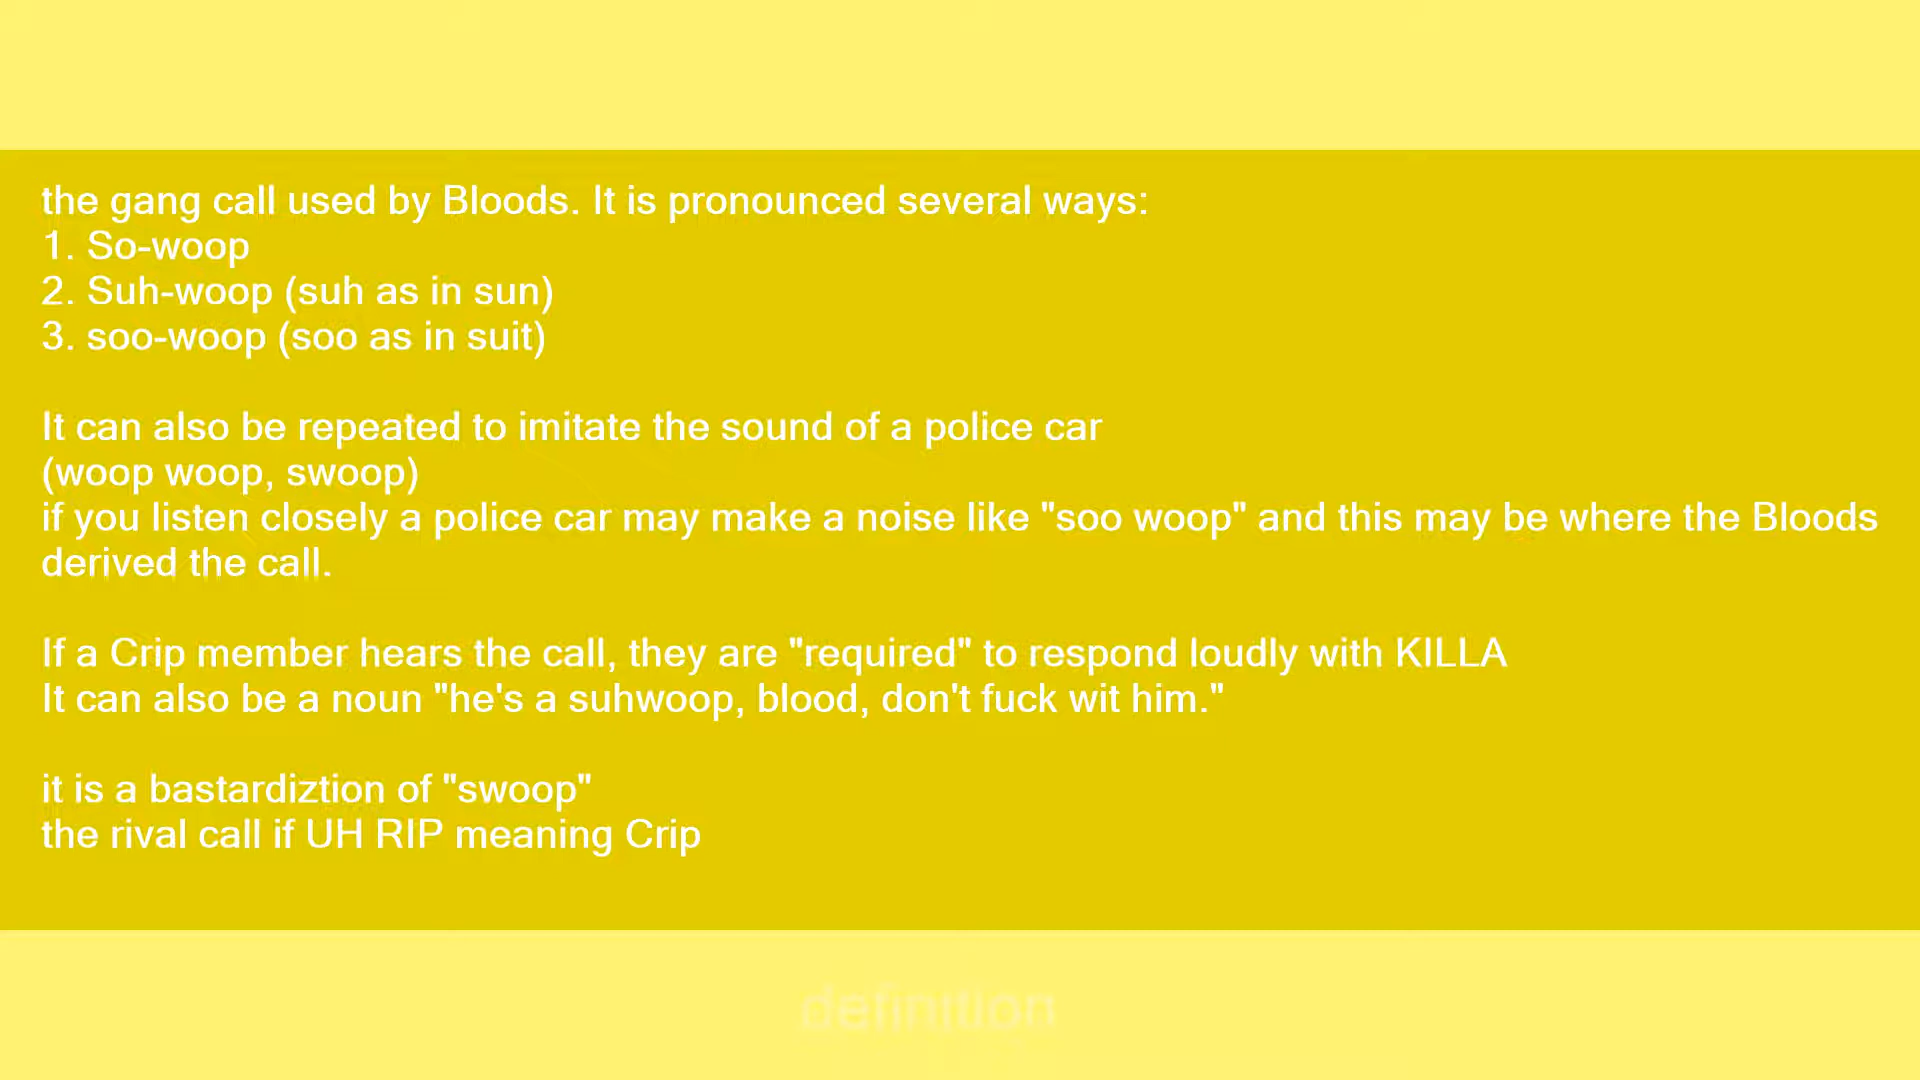 the gang call used by Bloods. It is pronounced several ways:
1. So-woop
2. Suh-woop (suh as in sun)
3. soo-woop (soo as in suit)
It can also be repeated to imitate the sound of a police car
(woop woop, swoop)
if you listen closely a police car may make a noise like "soo woop" and this may be where the Bloods
derived the call.
If a Crip member hears the call, they are "required" to respond loudly with KILLA
It can also be a noun "he's a suhwoop, blood, don't fuck wit him."
it is a bastardiztion of "swoop"
the rival call if UH RIP meaning Crip
definition